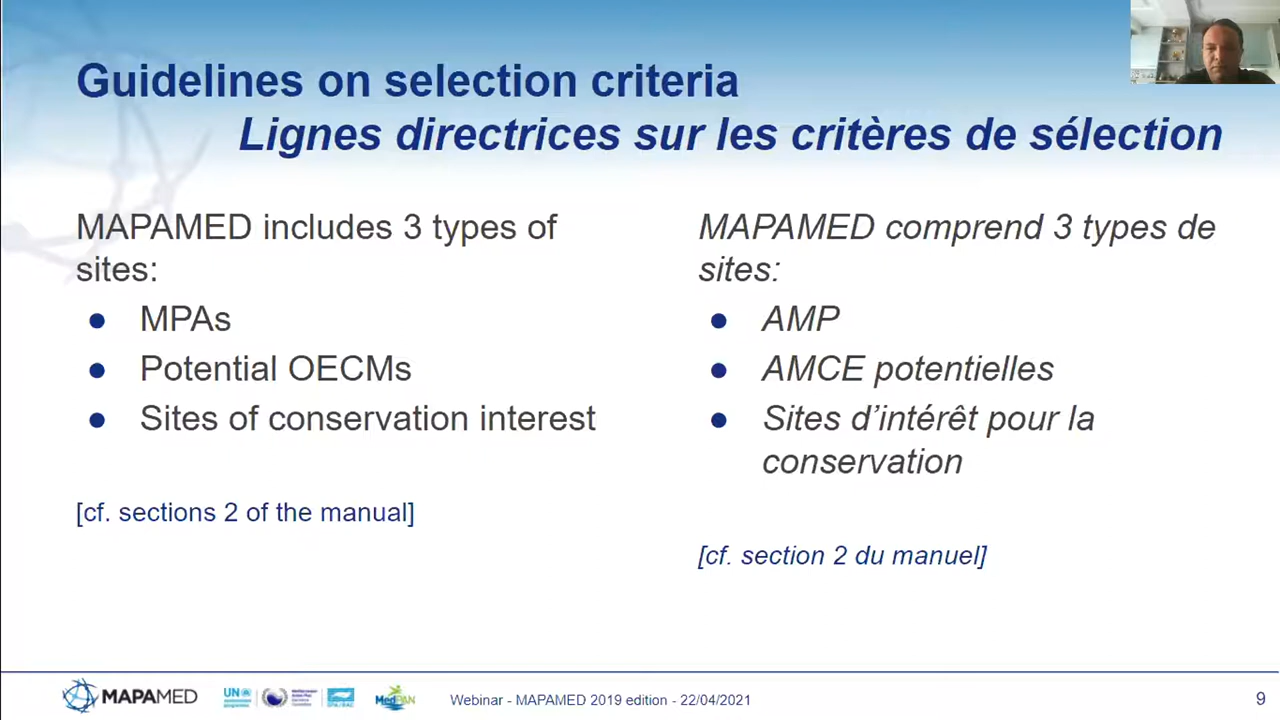 Guidelines on selection criteria
Lignes directrices sur les critères de sélection
MAPAMED includes 3 types of
sites:
● MPAs
● Potential OECMs
● Sites of conservation interest
[cf. sections 2 of the manual]
MAPAMED comprend 3 types de
sites:
● AMP
● AMCE potentielles
● Sites d’intérêt pour la
conservation
[cf. section 2 du manuel]
MAPAMED
UN
MedPAN
Webinar - MAPAMED 2019 edition - 22/04/2021
9